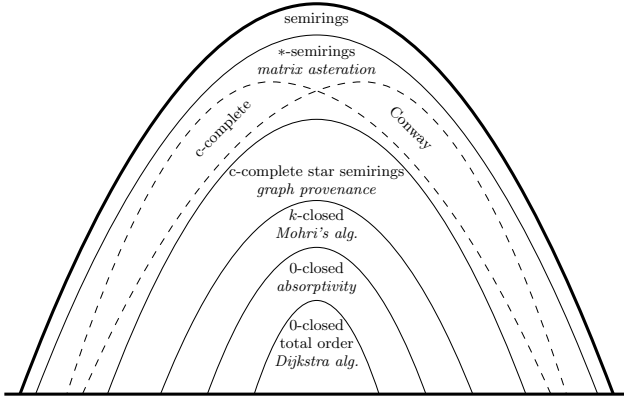 semirings
∗-semirings
matrix asteration
c-complete
Conway
c-complete star semirings
graph provenance
k-closed
Mohri's alg.
0-closed
absorptivity
0-closed
total order
Dijkstra alg.